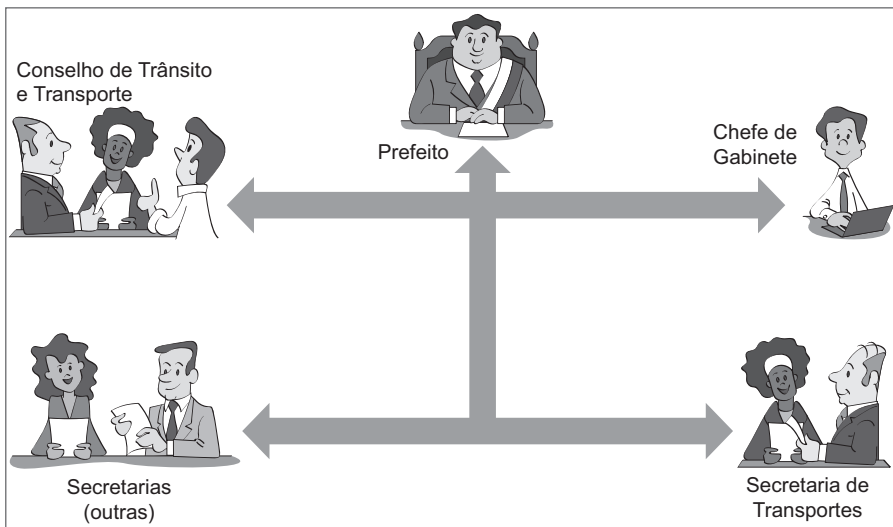 Conselho de Trânsito
e Transporte
Prefeito
Chefe de
Gabinete
Secretarias
(outras)
Secretaria de
Transportes